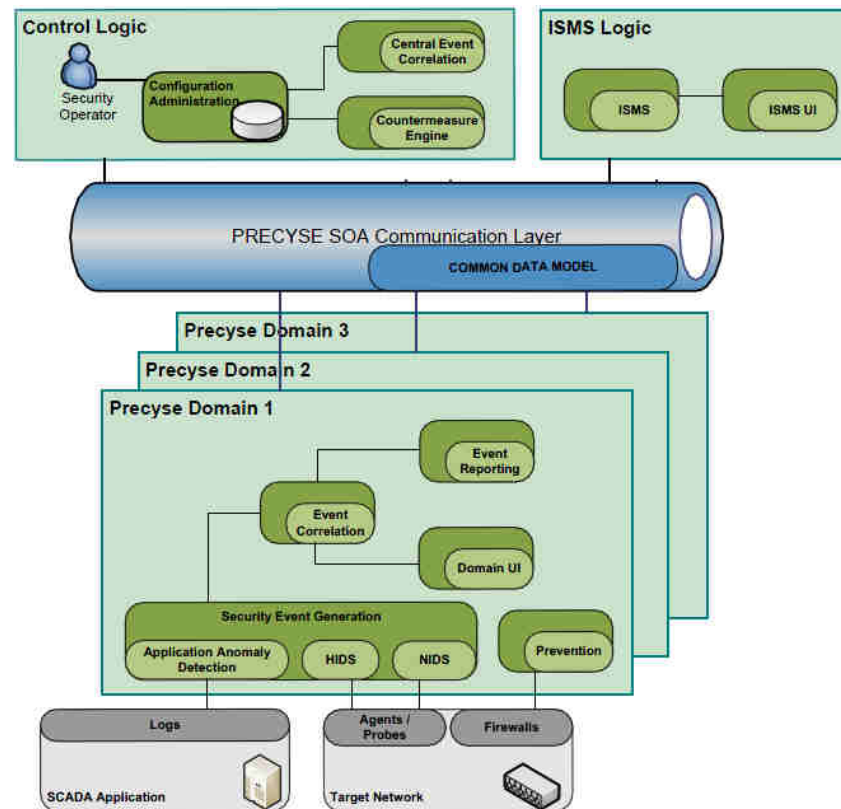 Control Logic
Security
Operator
Configuration
Administration
Central Event
Correlation
Countermeasure
Engine
ISMS Logic
ISMS
ISMS UI
PRECYSE SOA Communication Layer
COMMON DATA MODEL
Precyse Domain 3
Precyse Domain 2
Precyse Domain 1
Event
Reporting
Event
Correlation
Domain UI
Security Event Generation
Application Anomaly
Detection
HIDS
NIDS
Prevention
Logs
SCADA Application
Agents /
Probes
Firewalls
Target Network